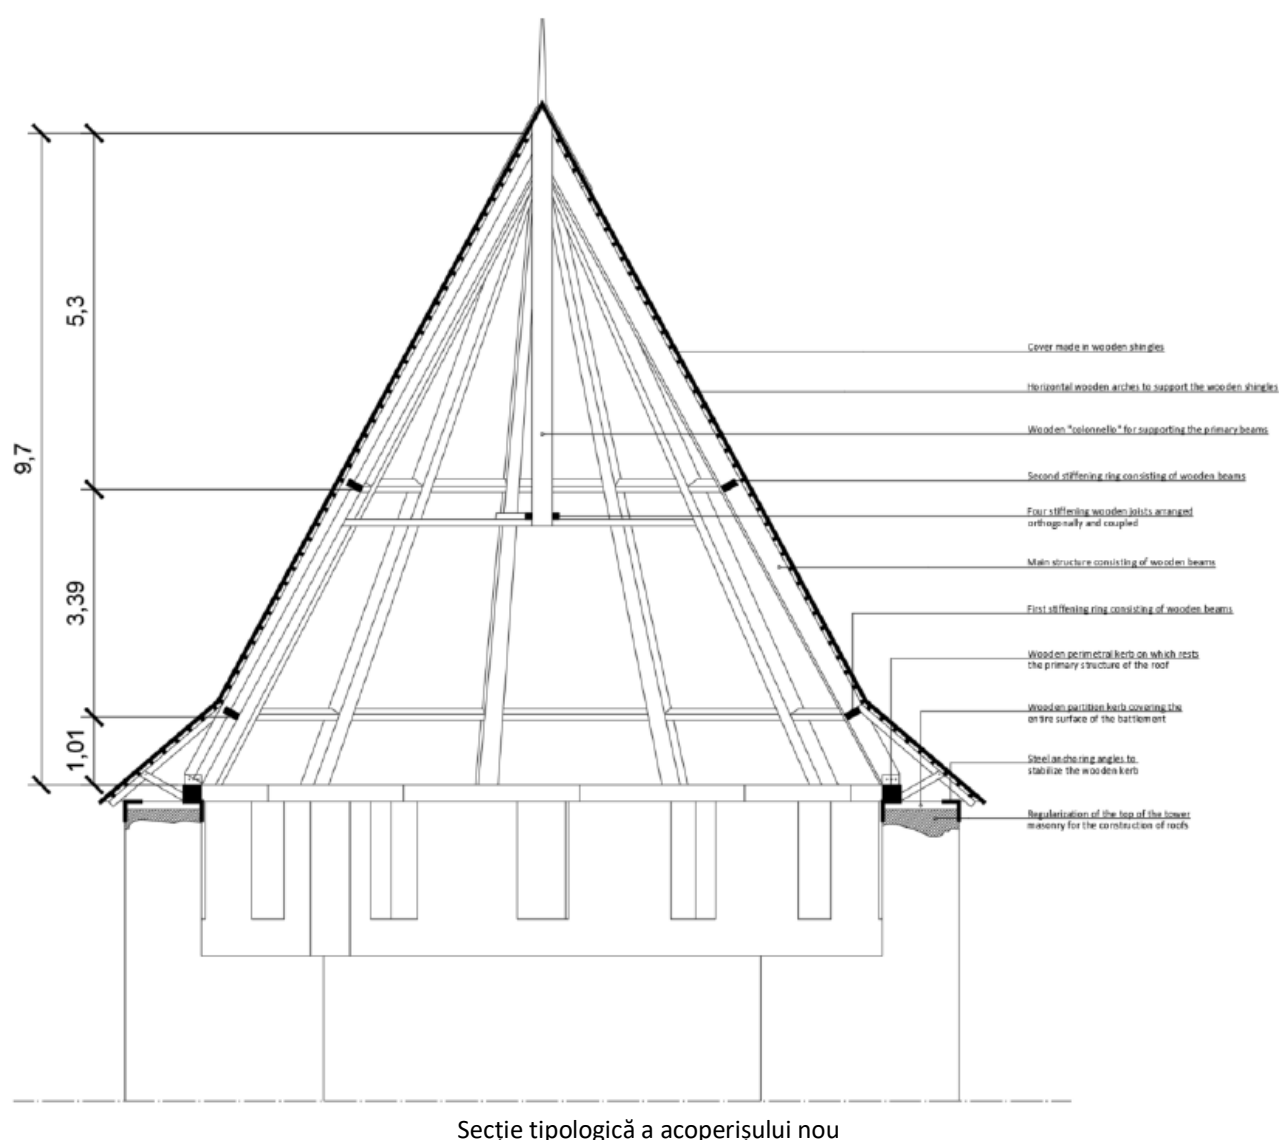 5,3
9,7
3,39
1,01
Cover made in wooden shingles
Horizontal wooden arches to support the wooden shingles
Wooden "colonnello" for supporting the primary beams
Second stiffening ring consisting of wooden beams
Four stiffening wooden joists arranged
orthogonally and coupled
Main structure consisting of wooden beams
First stiffening ring consisting of wooden beams
Wooden perimetral kerb on which rests
the primary structure of the roof
Wooden partition kerb covering the
entire surface of the battlement
Steel anchoring angles to
stabilize the wooden kerb
Regularization of the top of the tower
masonry for the construction of roofs
Secție tipologică a acoperișului nou